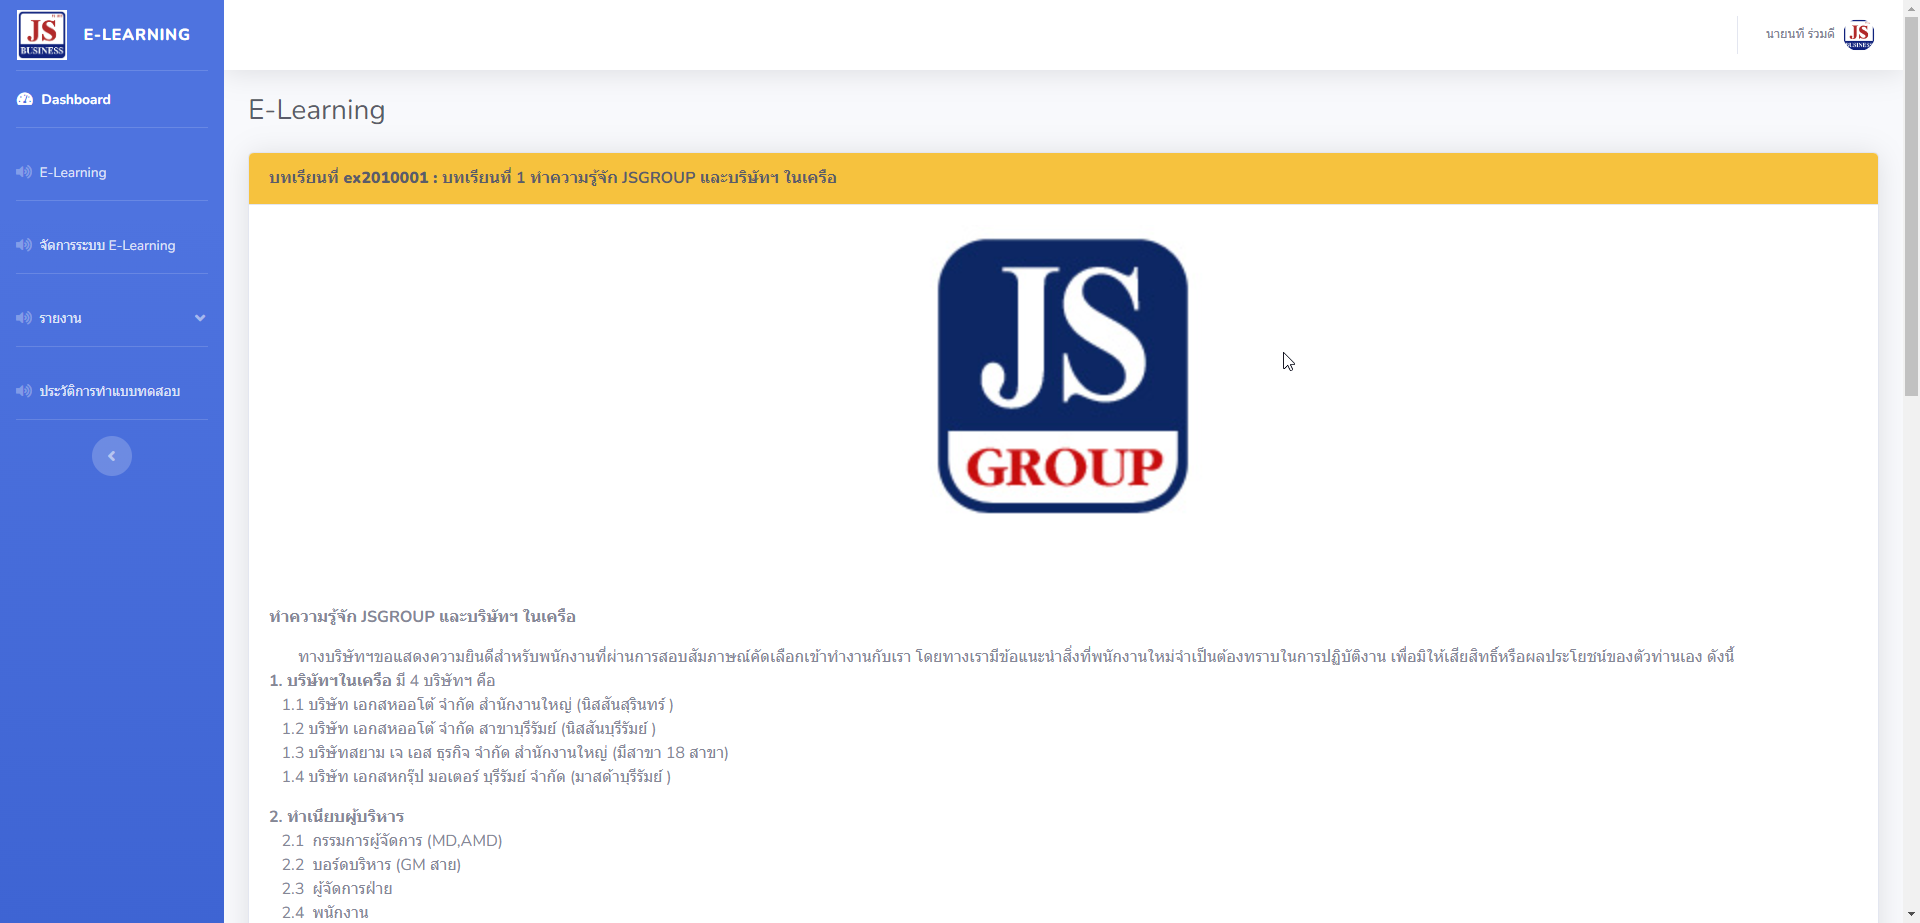 JS
BUSINESS
E-LEARNING
นายนที ร่วมดี
JS
BUSINESS
Dashboard
E-Learning
จัดการระบบ E-Learning
รายงาน
ประวัติการทำแบบทดสอบ
E-Learning
บทเรียนที่ ex2010001 : บทเรียนที่ 1 ทำความรู้จัก JSGROUP และบริษัทฯ ในเครือ
JS
GROUP
ทำความรู้จัก JSGROUP และบริษัทฯ ในเครือ
ทางบริษัทฯขอแสดงความยินดีสำหรับพนักงานที่ผ่านการสอบสัมภาษณ์คัดเลือกเข้าทำงานกับเรา โดยทางเรามีข้อแนะนำสิ่งที่พนักงานใหม่จำเป็นต้องทราบในการปฏิบัติงาน เพื่อมิให้เสียสิทธิ์หรือผลประโยชน์ของตัวท่านเอง ดังนี้
1. บริษัทฯในเครือ มี 4 บริษัทฯ คือ
1.1 บริษัท เอกสหออโต้ จำกัด สำนักงานใหญ่ (นิสสันสุรินทร์ )
1.2 บริษัท เอกสหออโต้ จำกัด สาขาบุรีรัมย์ (นิสสันบุรีรัมย์ )
1.3 บริษัทสยาม เจ เอส ธุรกิจ จำกัด สำนักงานใหญ่ (มีสาขา 18 สาขา)
1.4 บริษัท เอกสหกรุ๊ป มอเตอร์ บุรีรัมย์ จำกัด (มาสด้าบุรีรัมย์ )
2. ทำเนียบผู้บริหาร
2.1 กรรมการผู้จัดการ (MD,AMD)
2.2 บอร์ดบริหาร (GM สาย)
2.3 ผู้จัดการฝ่าย
2.4 พนักงาน